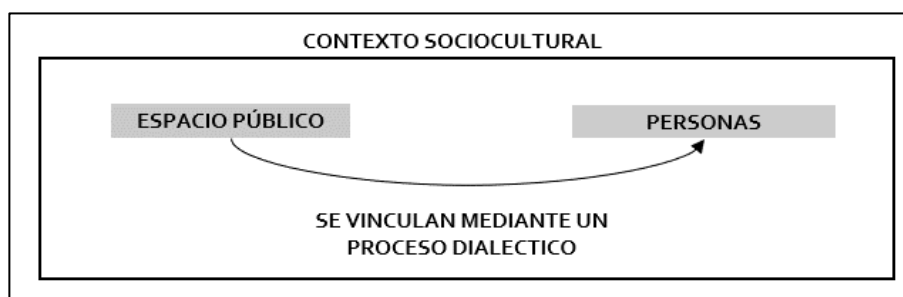 CONTEXTO SOCIOCULTURAL
ESPACIO PÚBLICO
PERSONAS
SE VINCULAN MEDIANTE UN
PROCESO DIALECTICO